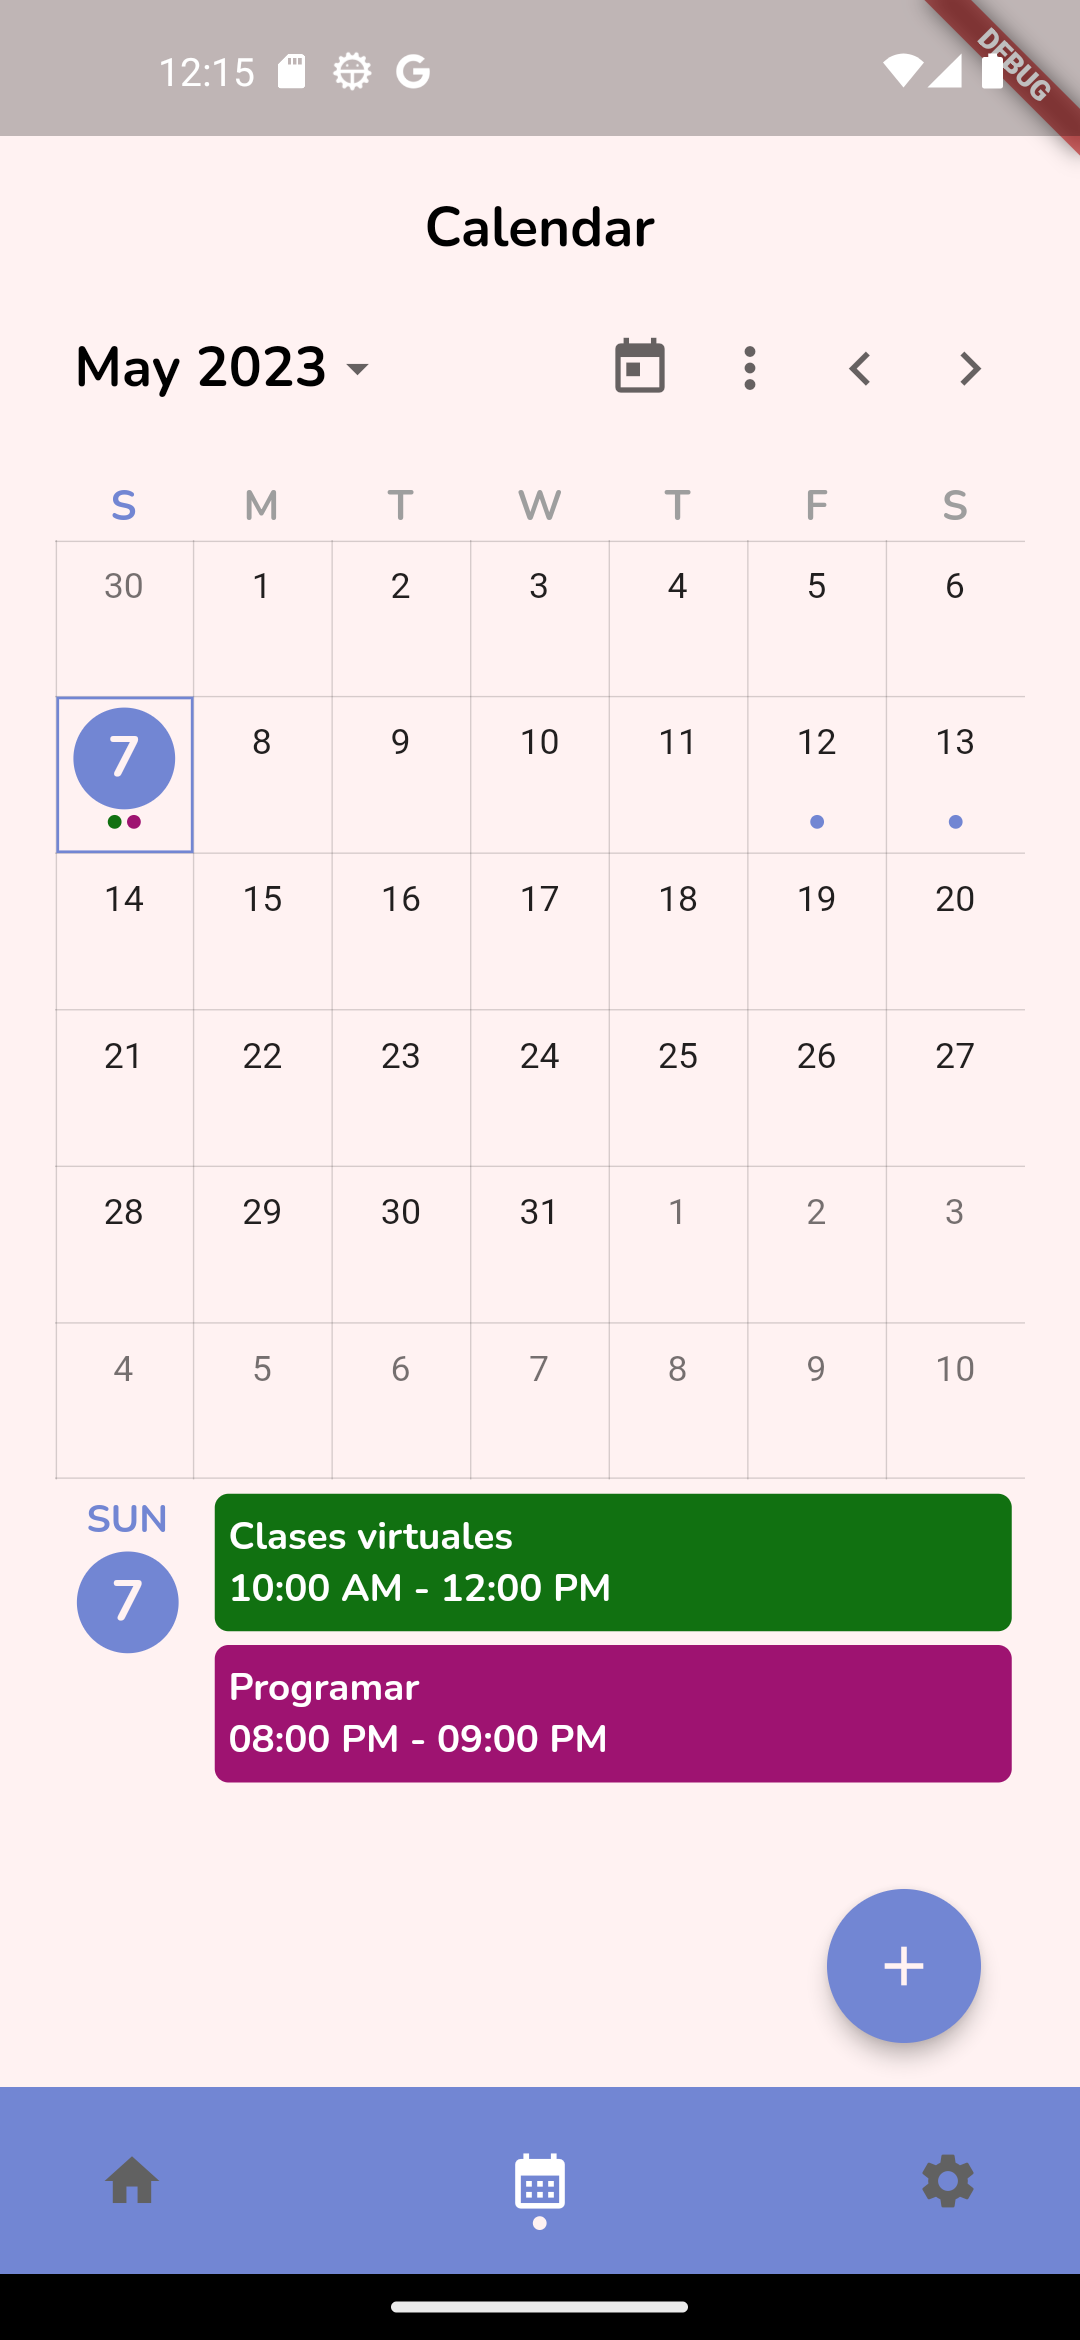 12:15
DEBUG
Calendar
May 2023
S M T W T F S
30 1 2 3 4 5 6
7 8 9 10 11 12 13
14 15 16 17 18 19 20
21 22 23 24 25 26 27
28 29 30 31 1 2 3
4 5 6 7 8 9 10
SUN
7
Clases virtuales
10:00 AM - 12:00 PM
Programar
08:00 PM - 09:00 PM